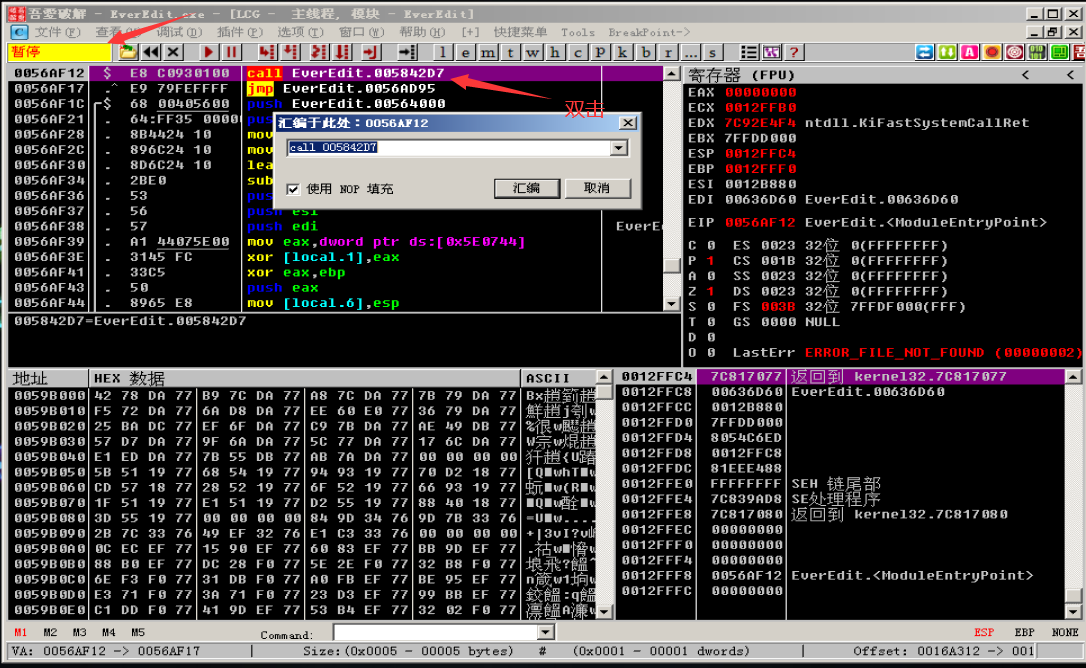 吾爱破解 - EverEdit.exe - [LCG - 主线程, 模块 - EverEdit]
文件(F) 查看(V) 调试(D) 插件(P) 选项(T) 窗口(W) 帮助(H) [+] 快捷菜单 Tools BreakPoint->
暂停 l e m t w h c p k b r ... s ?
0056AF12 $ E8 C0930100 call EverEdit.005842D7
0056AF17 .^ E9 79FEFFFF jmp EverEdit.0056AD95
0056AF1C $ 68 00405600 push EverEdit.00564000
0056AF21 . 64:FF35 0000
0056AF28 . 8B4424 10 mov
0056AF2C . 896C24 10 mov
0056AF30 . 8D6C24 10 lea
0056AF34 . 2BE0 sub
0056AF36 . 53 push
0056AF37 . 56 push esi
0056AF38 . 57 push edi EverE
0056AF39 . A1 44075E00 mov eax,dword ptr ds:[0x5E0744]
0056AF3E . 3145 FC xor [local.1],eax
0056AF41 . 33C5 xor eax,ebp
0056AF43 . 50 push eax
0056AF44 . 8965 E8 mov [local.6],esp
005842D7=EverEdit.005842D7
双击
汇编于此处：0056AF12
call 005842D7
使用 NOP 填充 汇编 取消
寄存器 (FPU) < <
EAX 00000000
ECX 0012FFB0
EDX 7C92E4F4 ntdll.KiFastSystemCallRet
EBX 7FFDD000
ESP 0012FFC4
EBP 0012FFF0
ESI 0012B880
EDI 00636D60 EverEdit.00636D60
EIP 0056AF12 EverEdit.<ModuleEntryPoint>
C 0 ES 0023 32位 0(FFFFFFFF)
P 1 CS 001B 32位 0(FFFFFFFF)
A 0 SS 0023 32位 0(FFFFFFFF)
Z 1 DS 0023 32位 0(FFFFFFFF)
S 0 FS 003B 32位 7FFDF000(FFF)
T 0 GS 0000 NULL
D 0
O 0 LastErr ERROR_FILE_NOT_FOUND (00000002)
地址 HEX 数据 ASCII
0059B000 42 78 DA 77 B9 7C DA 77 A8 7C DA 77 7B 79 DA 77
0059B010 F5 72 DA 77 6A D8 DA 77 EE 60 E0 77 36 79 DA 77
0059B020 25 BA DC 77 EF 6F DA 77 C9 7B DA 77 AE 49 DB 77
0059B030 57 D7 DA 77 9F 6A DA 77 5C 77 DA 77 17 6C DA 77
0059B040 E1 ED DA 77 7B 55 DB 77 AB 7A DA 77 00 00 00 00
0059B050 5B 51 19 77 68 54 19 77 94 93 19 77 70 D2 18 77
0059B060 CD 57 18 77 28 52 19 77 6F 52 19 77 66 93 19 77
0059B070 1F 51 19 77 E1 51 19 77 D2 55 19 77 88 40 18 77
0059B080 3D 55 19 77 00 00 00 00 84 9D 34 76 9D 7B 33 76
0059B090 2B 7C 33 76 49 EF 32 76 E1 C3 33 76 00 00 00 00
0059B0A0 0C EC EF 77 15 90 EF 77 60 83 EF 77 BB 9D EF 77
0059B0B0 88 B0 EF 77 DC 28 F0 77 5E 2E F0 77 32 B8 F0 77
0059B0C0 6E F3 F0 77 31 DB F0 77 A0 FB EF 77 BE 95 EF 77
0059B0D0 E3 71 F0 77 3A 71 F0 77 23 D3 EF 77 99 BB EF 77
0059B0E0 C1 DD F0 77 41 9D EF 77 53 B4 EF 77 32 02 F0 77
0012FFC4 7C817077 返回到 kernel32.7C817077
0012FFC8 00636D60 EverEdit.00636D60
0012FFCC 0012B880
0012FFD0 7FFDD000
0012FFD4 8054C6ED
0012FFD8 0012FFC8
0012FFDC 81EEE488
0012FFE0 FFFFFFFF SEH 链尾部
0012FFE4 7C839AD8 SE处理程序
0012FFE8 7C817080 返回到 kernel32.7C817080
0012FFEC 00000000
0012FFF0 00000000
0012FFF4 00000000
0012FFF8 0056AF12 EverEdit.<ModuleEntryPoint>
0012FFFC 00000000
M1 M2 M3 M4 M5 Command: ESP EBP NONE
VA: 0056AF12 -> 0056AF17 Size:(0x0005 - 00005 bytes) # (0x0001 - 00001 dwords) Offset: 0016A312 -> 001